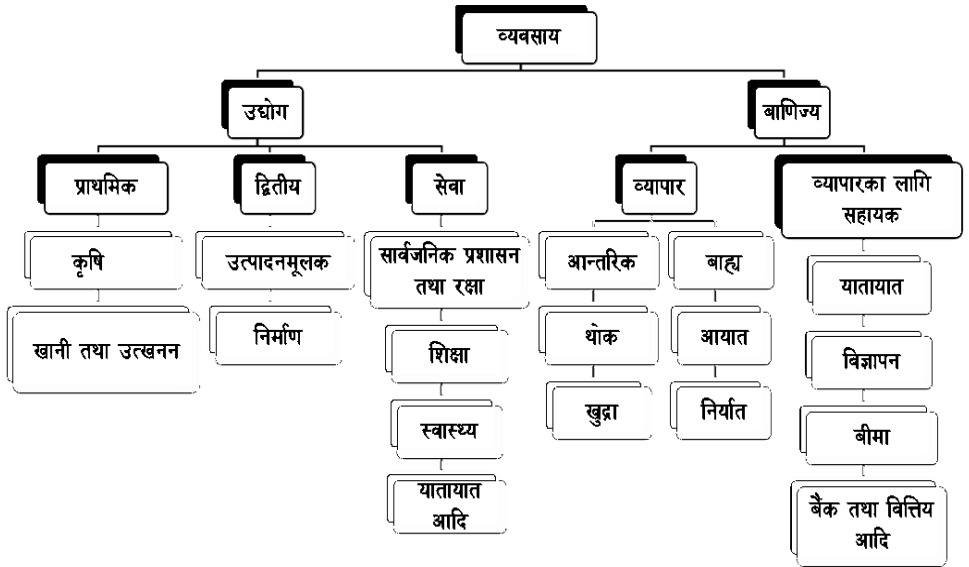 व्यवसाय
उद्योग
बाणिज्य
प्राथमिक
द्वितीय
सेवा
व्यापार
व्यापारका लागि
सहायक
कृषि
खानी तथा उत्खनन
उत्पादनमूलक
निर्माण
सार्वजनिक प्रशासन
तथा रक्षा
शिक्षा
स्वास्थ्य
यातायात
आदि
आन्तरिक
थोक
खुद्रा
बाह्य
आयात
निर्यात
यातायात
बिज्ञापन
बीमा
बैंक तथा वित्तिय
आदि